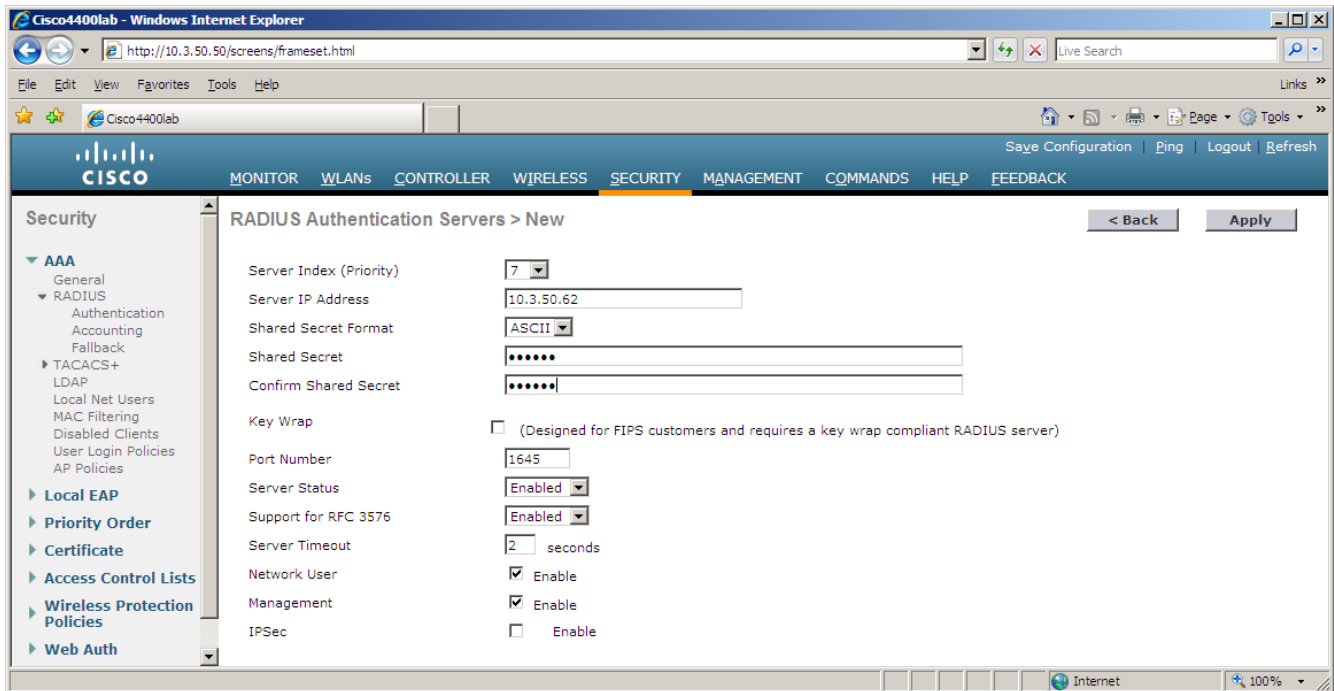 Cisco4400lab - Windows Internet Explorer
http://10.3.50.50/screens/frameset.html
Live Search
File Edit View Favorites Tools Help
Links »
Cisco4400lab
Page Tools »
Save Configuration | Ping | Logout | Refresh
CISCO
MONITOR WLANs CONTROLLER WIRELESS SECURITY MANAGEMENT COMMANDS HELP FEEDBACK
Security
AAA
General
RADIUS
Authentication
Accounting
Fallback
TACACS+
LDAP
Local Net Users
MAC Filtering
Disabled Clients
User Login Policies
AP Policies
Local EAP
Priority Order
Certificate
Access Control Lists
Wireless Protection
Policies
Web Auth
RADIUS Authentication Servers > New
< Back
Apply
Server Index (Priority) 7
Server IP Address 10.3.50.62
Shared Secret Format ASCII
Shared Secret ••••••
Confirm Shared Secret ••••••
Key Wrap (Designed for FIPS customers and requires a key wrap compliant RADIUS server)
Port Number 1645
Server Status Enabled
Support for RFC 3576 Enabled
Server Timeout 2 seconds
Network User Enable
Management Enable
IPSec Enable
Internet
100%